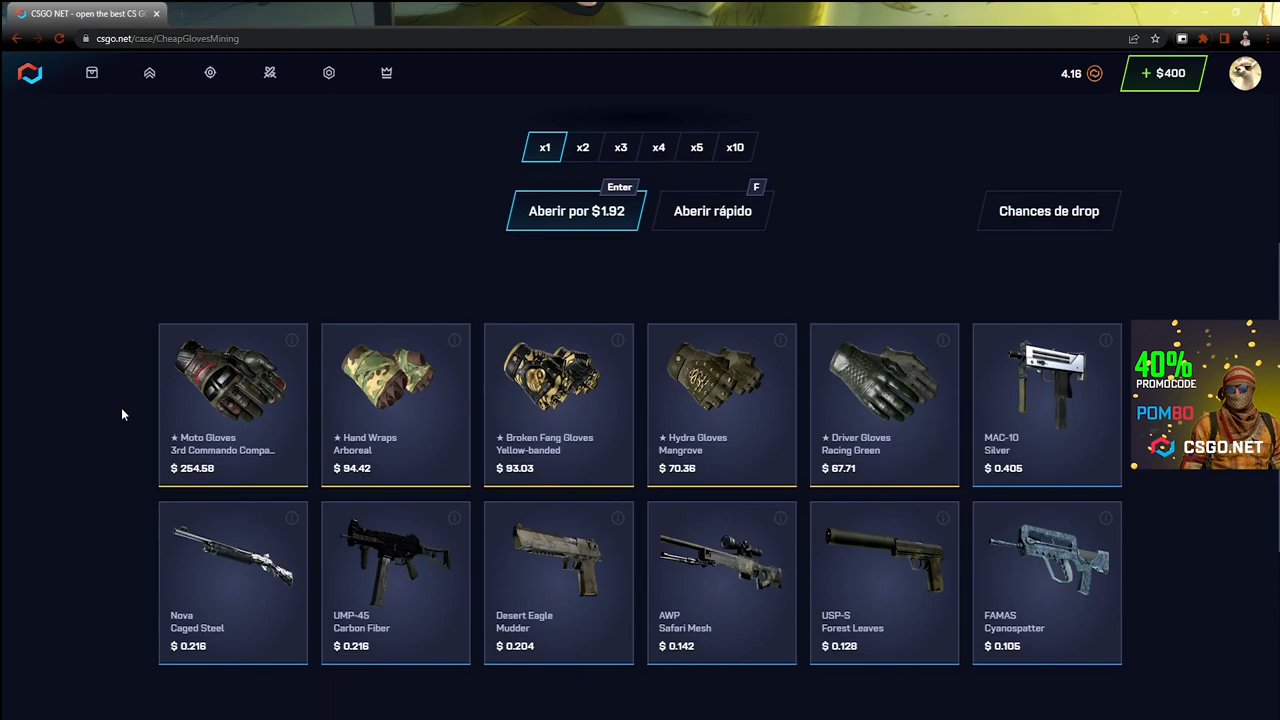 CSGO NET - open the best CS G
csgo.net/case/CheapGlovesMining
4.16
+ $400
x1
x2
x3
x4
x5
x10
Enter
F
Aberir por $1.92
Aberir rápido
Chances de drop
★ Moto Gloves
3rd Commando Compa...
$ 254.58
★ Hand Wraps
Arboreal
$ 94.42
★ Broken Fang Gloves
Yellow-banded
$ 93.03
★ Hydra Gloves
Mangrove
$ 70.36
★ Driver Gloves
Racing Green
$ 67.71
MAC-10
Silver
$ 0.405
40%
PROMOCODE
POMBO
CSGO.NET
Nova
Caged Steel
$ 0.216
UMP-45
Carbon Fiber
$ 0.216
Desert Eagle
Mudder
$ 0.204
AWP
Safari Mesh
$ 0.142
USP-S
Forest Leaves
$ 0.128
FAMAS
Cyanospatter
$ 0.105